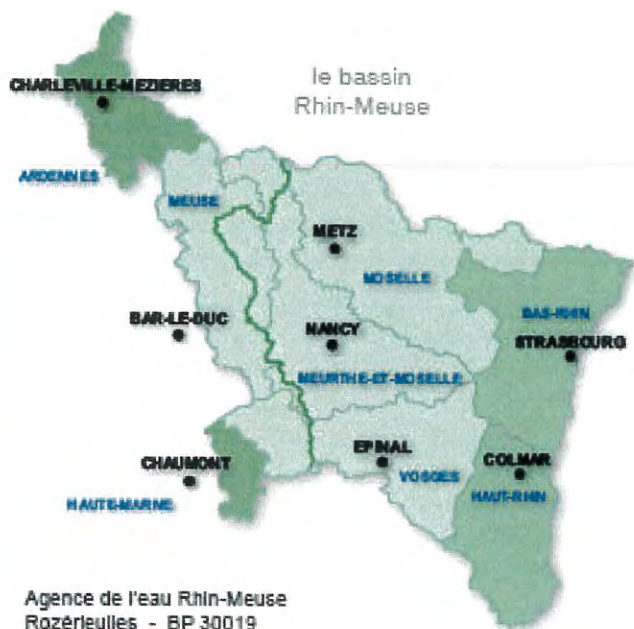 le bassin
Rhin-Meuse
CHARLEVILLE-MEZIERES
ARDENNES
MEUSE
METZ
MOSELLE
BAS-RHIN
BAR-LE-DUC
NANCY
STRASBOURG
MEURTHE-ET-MOSELLE
EPINAL
CHAUMONT
VOSGES
COLMAR
HAUTE-MARNE
HAUT-RHIN
Agence de l'eau Rhin-Meuse
Rozérieulles - BP 30019